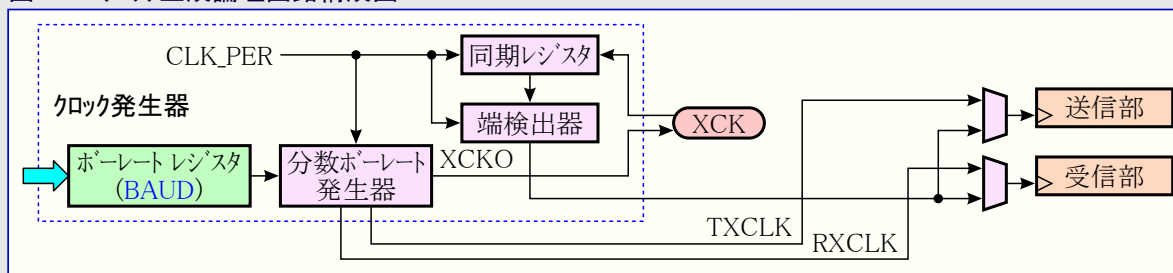 CLK_PER
同期レジスタ
クロック発生器
端検出器
XCK
送信部
ボーレート レジスタ
(BAUD)
分数ボーレート
発生器
XCKO
受信部
TXCLK
RXCLK